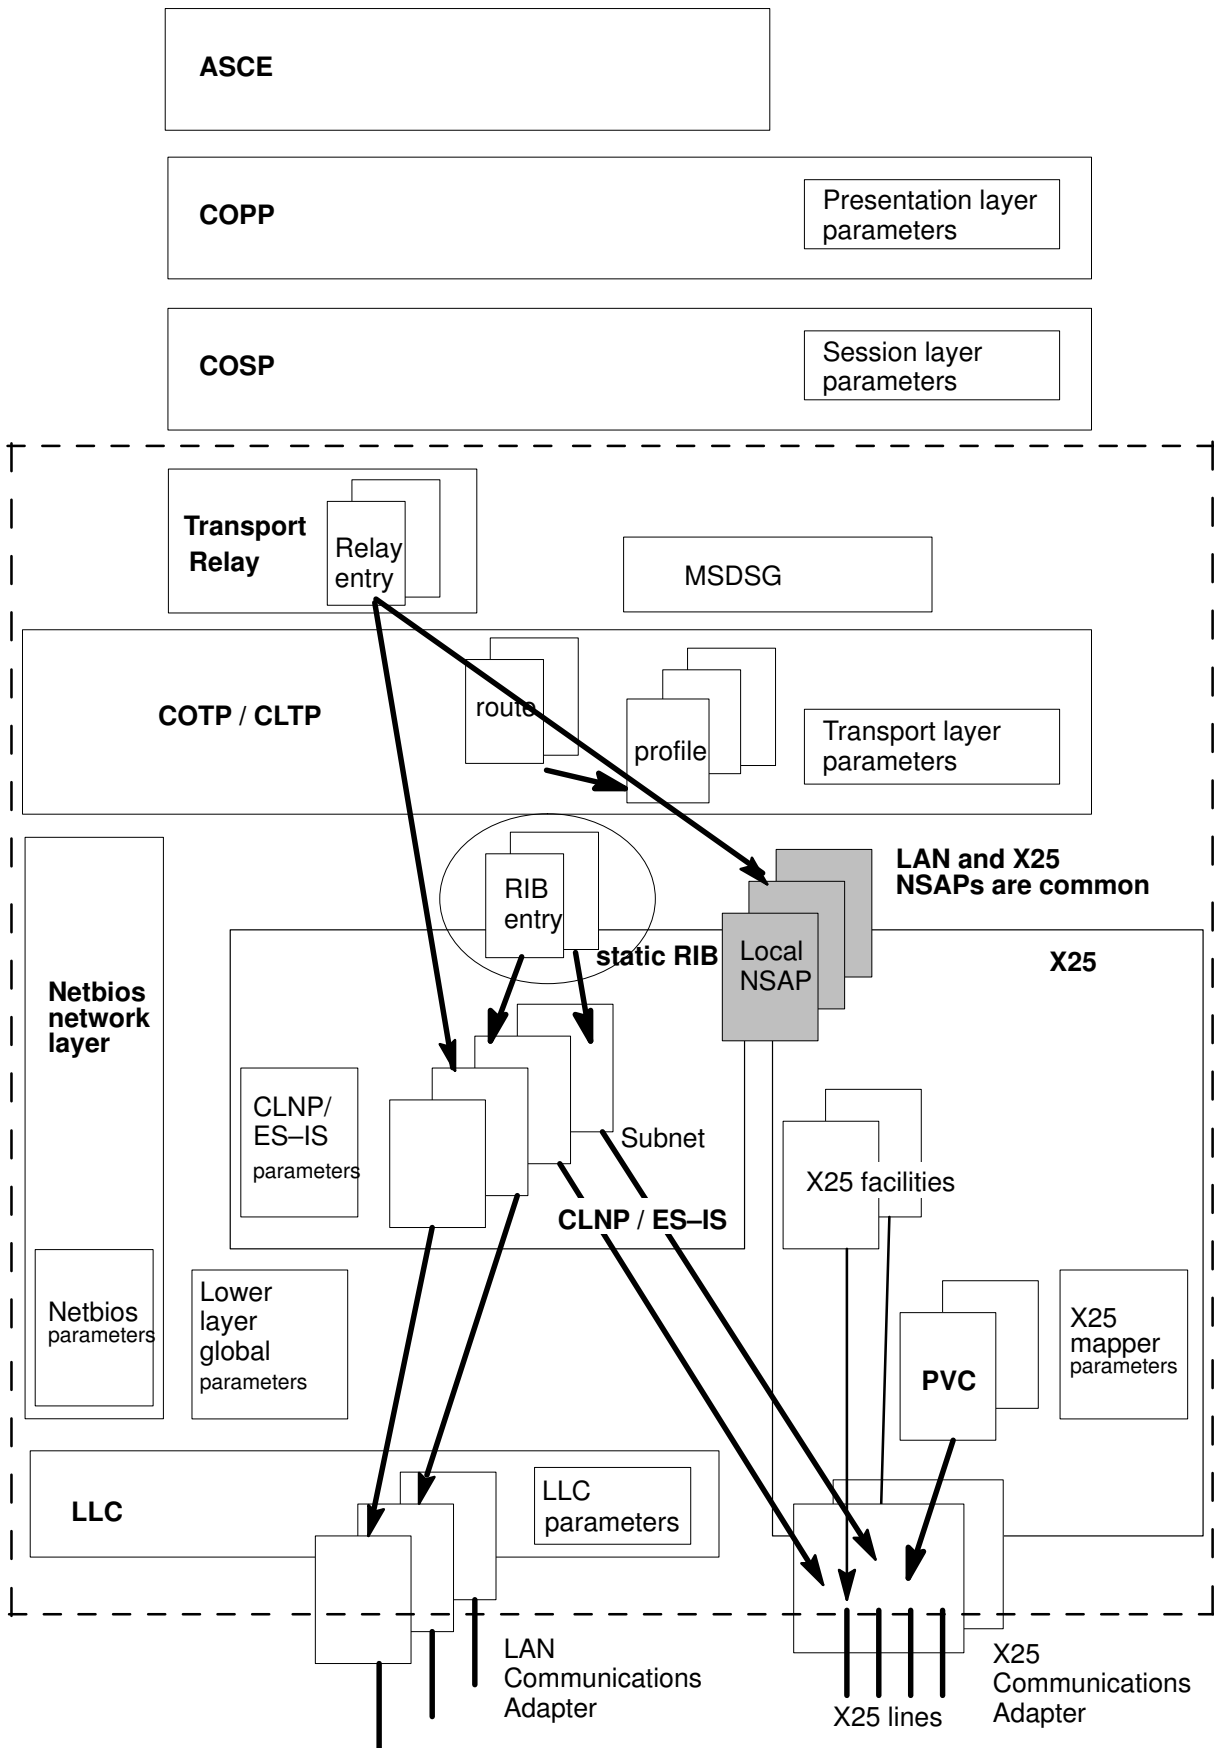 ASCE
COPP
Presentation layer
parameters
COSP
Session layer
parameters
Transport
Relay
Relay
entry
MSDSG
COTP / CLTP
route
profile
Transport layer
parameters
RIB
entry
static RIB
LAN and X25
NSAPs are common
Local
NSAP
X25
Netbios
network
layer
CLNP/
ES–IS
parameters
Subnet
CLNP / ES–IS
X25 facilities
Netbios
parameters
Lower
layer
global
parameters
PVC
X25
mapper
parameters
LLC
LLC
parameters
LAN
Communications
Adapter
X25 lines
X25
Communications
Adapter